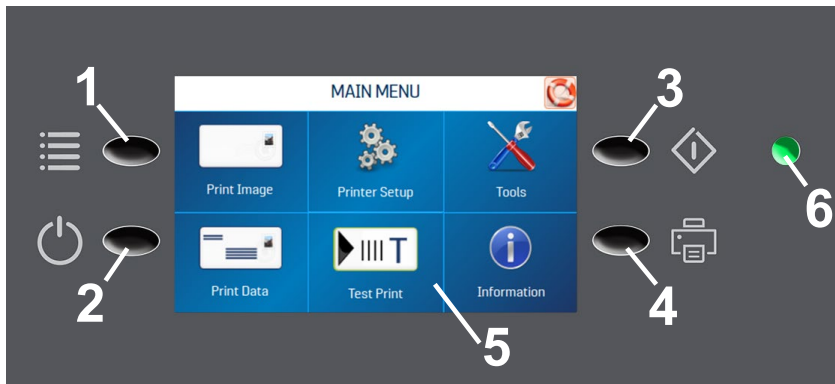 1
3
MAIN MENU
Print Image
Printer Setup
Tools
6
Print Data
Test Print
Information
2
5
4
T